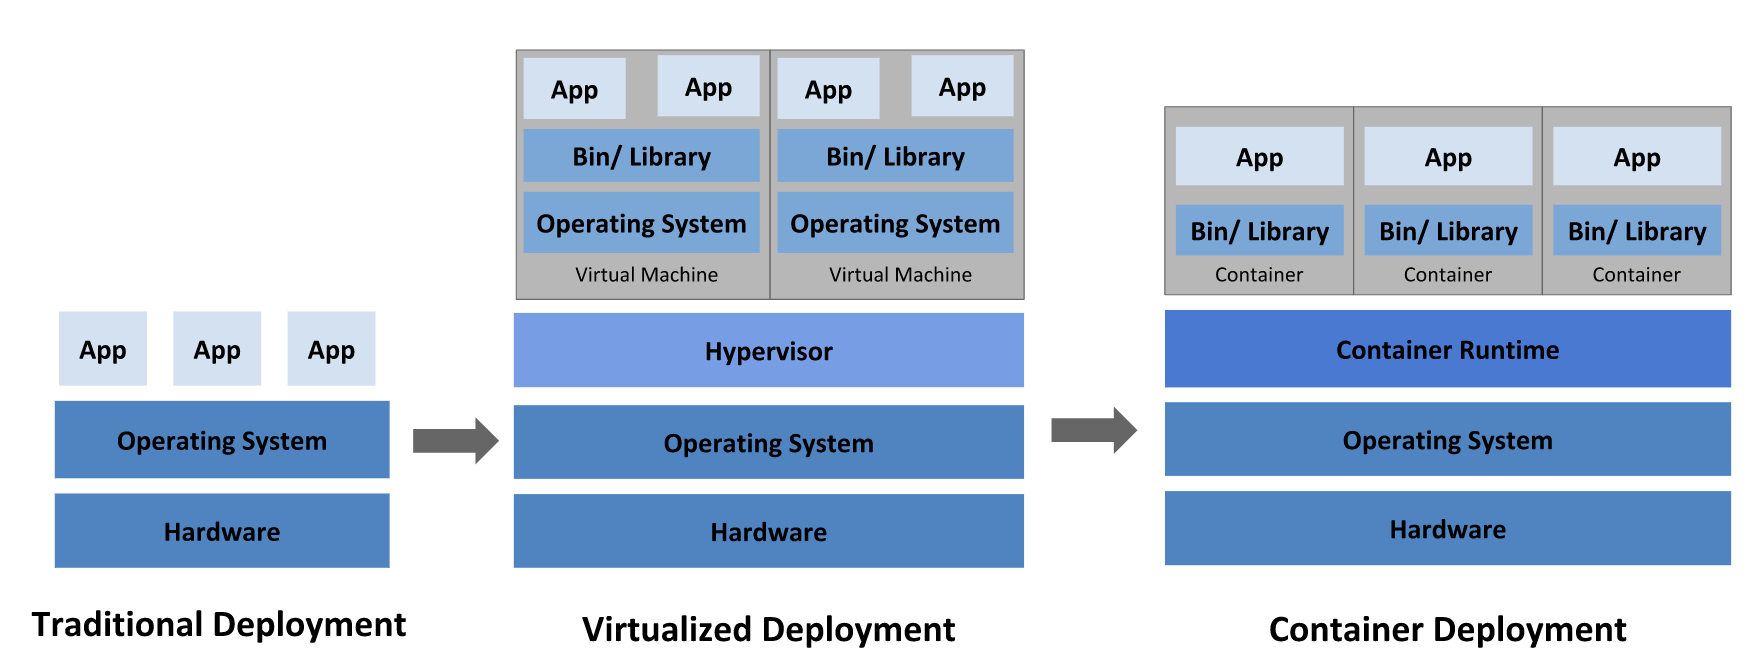 App
App
App
Operating System
Hardware
Traditional Deployment
App
App
App
App
Bin/ Library
Bin/ Library
Operating System
Operating System
Virtual Machine
Virtual Machine
Hypervisor
Operating System
Hardware
Virtualized Deployment
App
App
App
Bin/ Library
Bin/ Library
Bin/ Library
Container
Container
Container
Container Runtime
Operating System
Hardware
Container Deployment